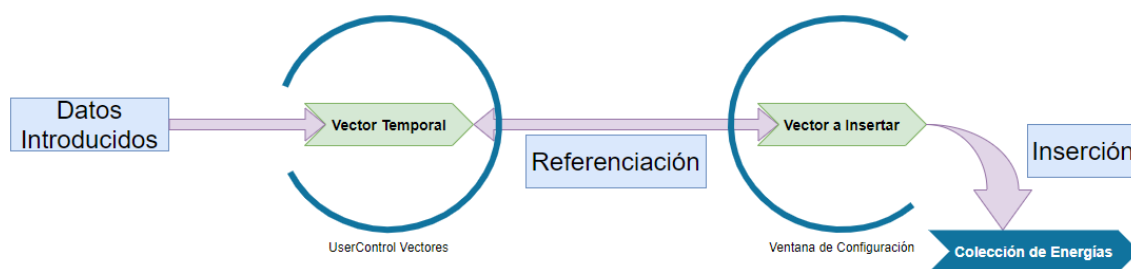 Datos
Introducidos
Vector Temporal
Referenciación
Vector a Insertar
Inserción
UserControl Vectores
Ventana de Configuración
Colección de Energías